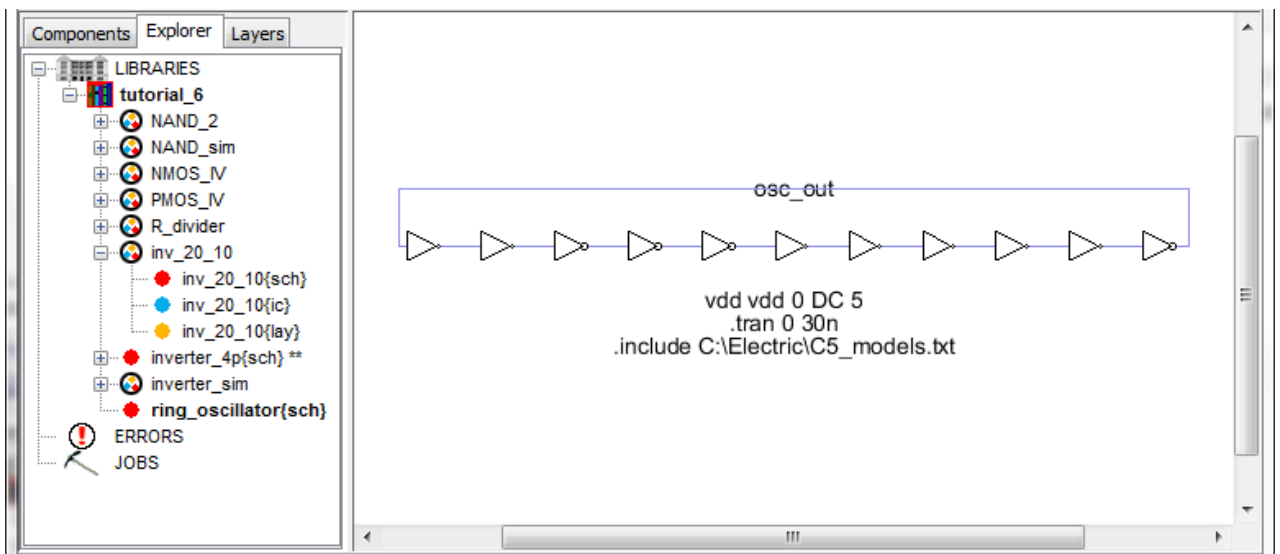 Components Explorer Layers
LIBRARIES
tutorial_6
NAND_2
NAND_sim
NMOS_IV
PMOS_IV
R_divider
inv_20_10
inv_20_10{sch}
inv_20_10{ic}
inv_20_10{lay}
inverter_4p{sch} **
inverter_sim
ring_oscillator{sch}
ERRORS
JOBS
osc_out
vdd vdd 0 DC 5
.tran 0 30n
.include C:\Electric\C5_models.txt